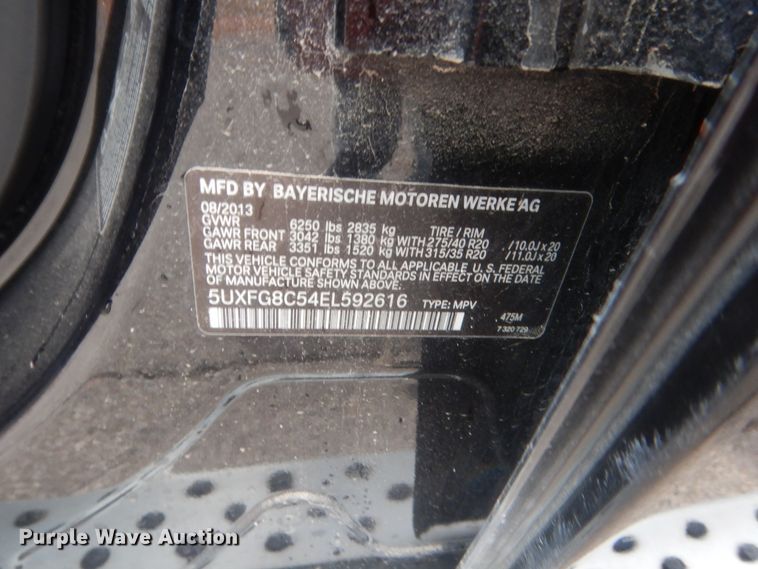 MFD BY BAYERISCHE MOTOREN WERKE AG
08/2013
GVWR 6250 lbs 2835 kg TIRE / RIM
GAWR FRONT 3042 lbs 1380 kg WITH 275/40 R20 /10.0J x 20
GAWR REAR 3351 lbs 1520 kg WITH 315/35 R20 /11.0J x 20
THIS VEHICLE CONFORMS TO ALL APPLICABLE U. S. FEDERAL
MOTOR VEHICLE SAFETY STANDARDS IN EFFECT ON THE DATE
OF MANUFACTURE SHOWN ABOVE.
5UXFG8C54EL592616 TYPE: MPV
475M
7 320 729
Purple Wave Auction